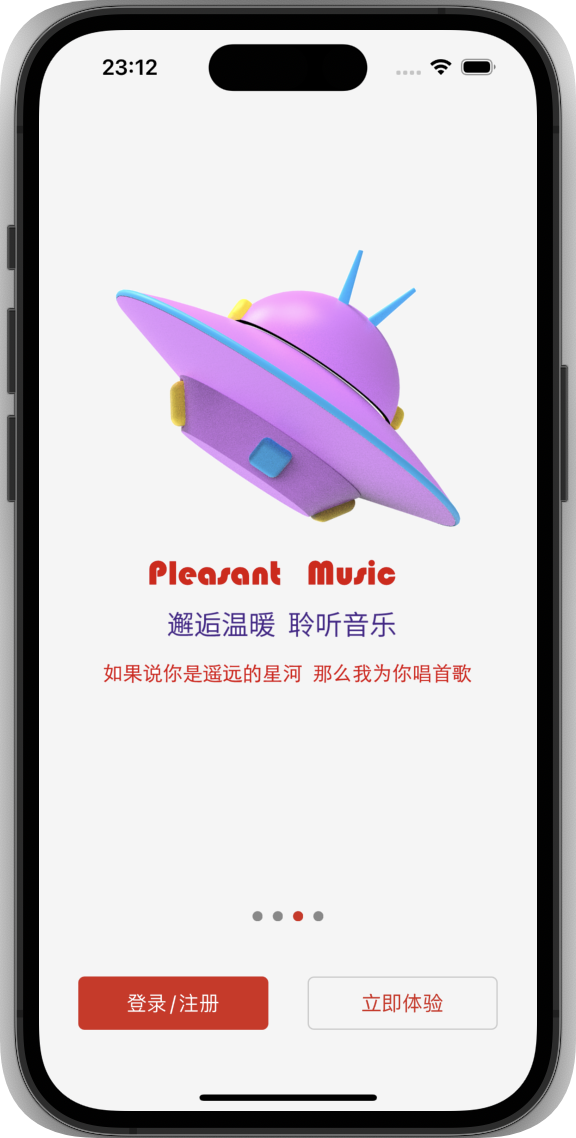 23:12
Pleasant Music
邂逅温暖 聆听音乐
如果说你是遥远的星河 那么我为你唱首歌
登录/注册
立即体验